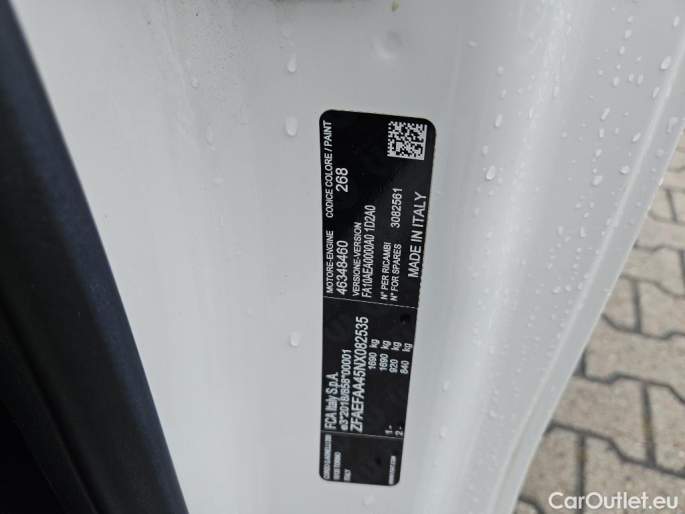 FCA Italy S.p.A.
e3*2018/858*00001
ZFAEFAA45NX082535
1690 kg
1690 kg
1- 920 kg
2- 840 kg
MOTORE-ENGINE
46348460
CODICE COLORE / PAINT
268
VERSIONE-VERSION
FA10AEA0000A0 1D2A0
N° PER RICAMBI
N° FOR SPARES
3082561
MADE IN ITALY
CarOutlet.eu